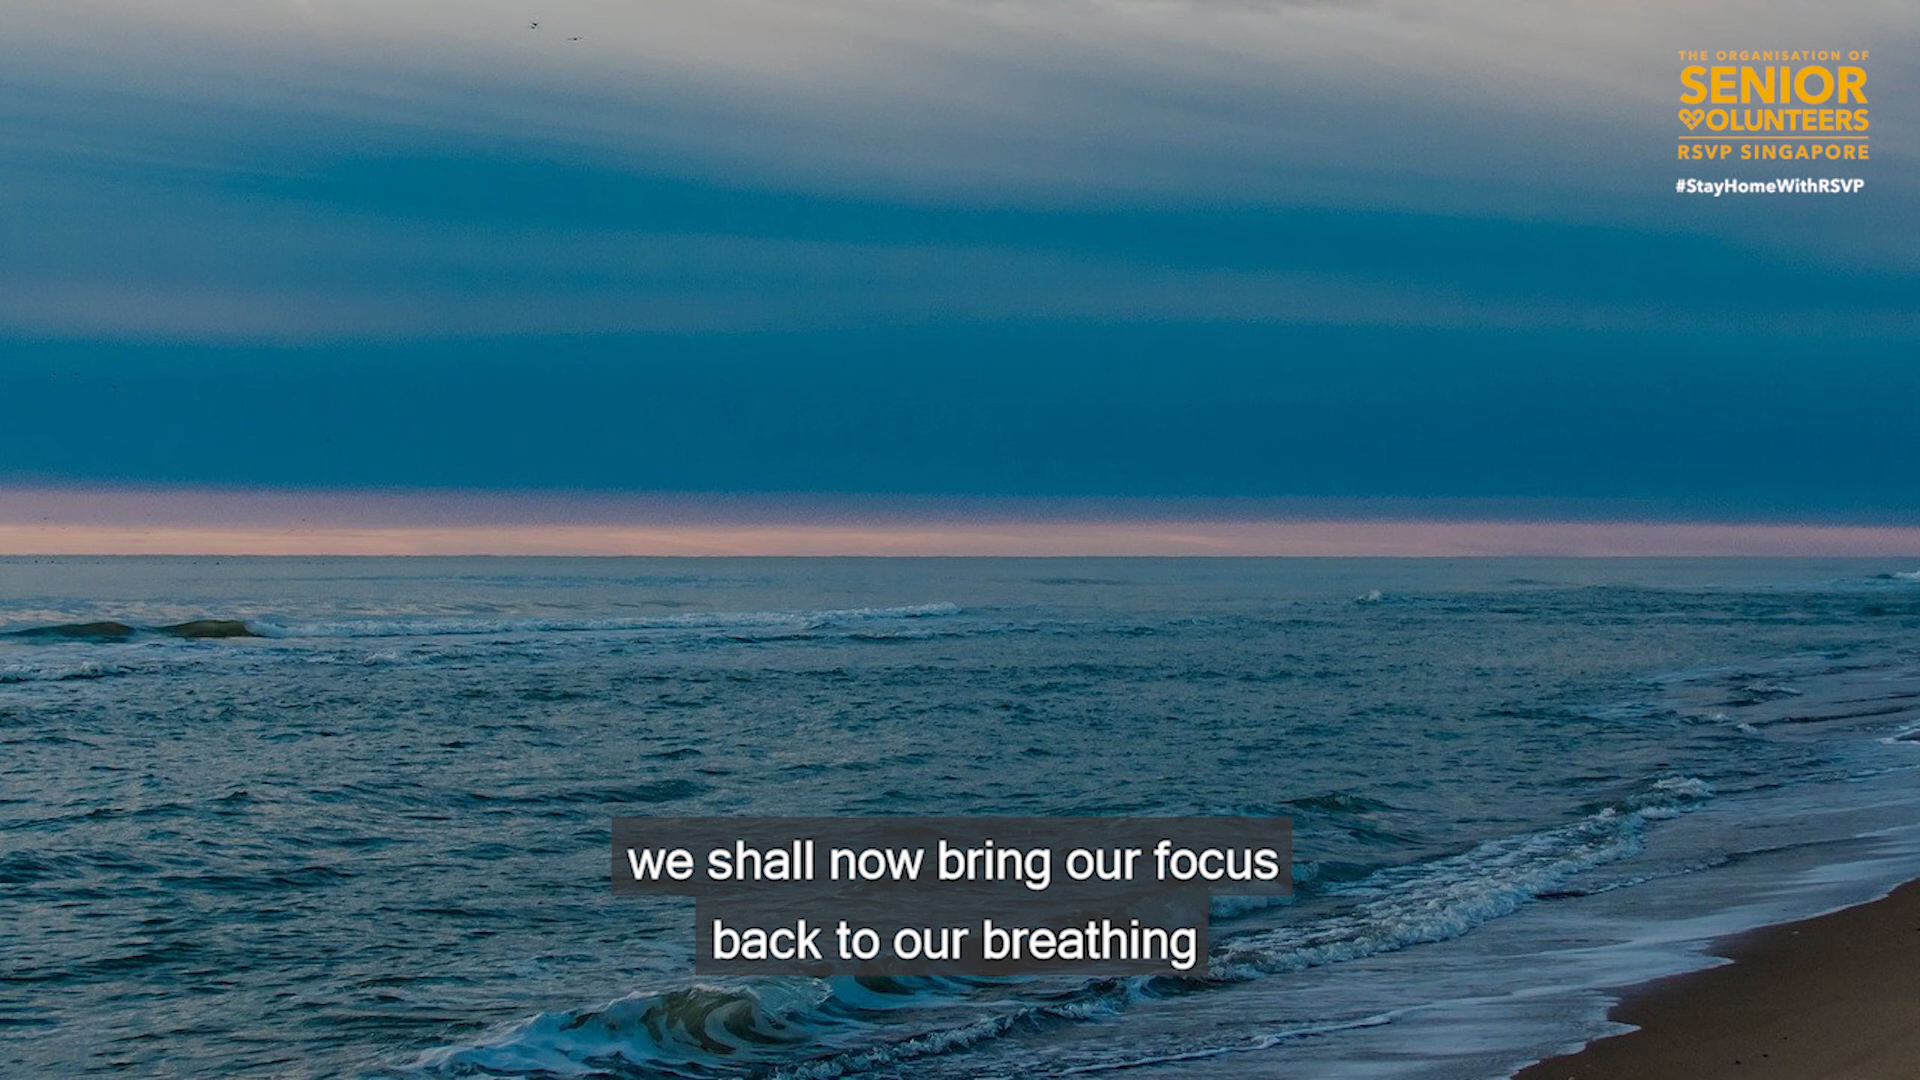 THE ORGANISATION OF
SENIOR
VOLUNTEERS
RSVP SINGAPORE
#StayHomeWithRSVP
we shall now bring our focus
back to our breathing